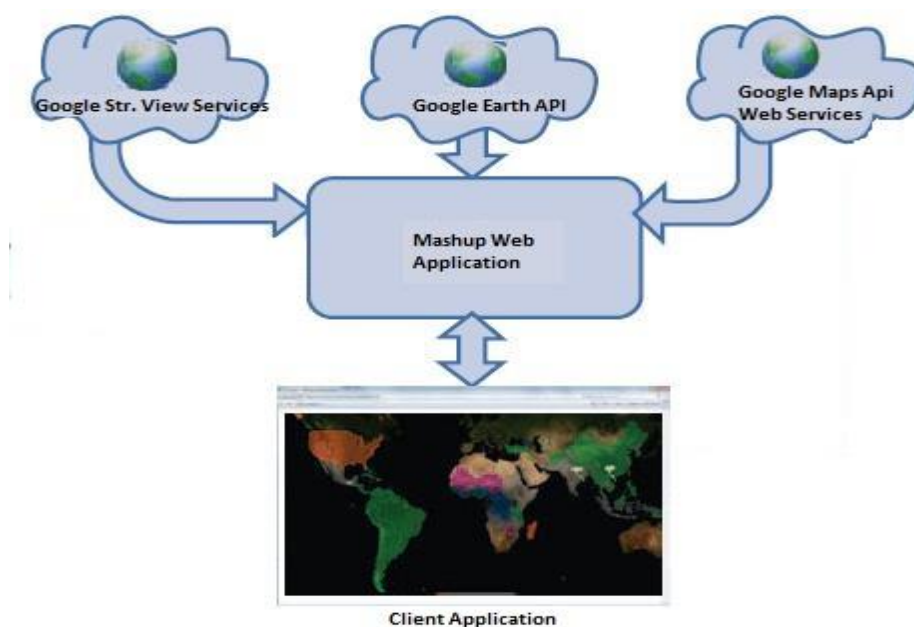 Google Str. View Services
Google Earth API
Google Maps Api
Web Services
Mashup Web
Application
Client Application